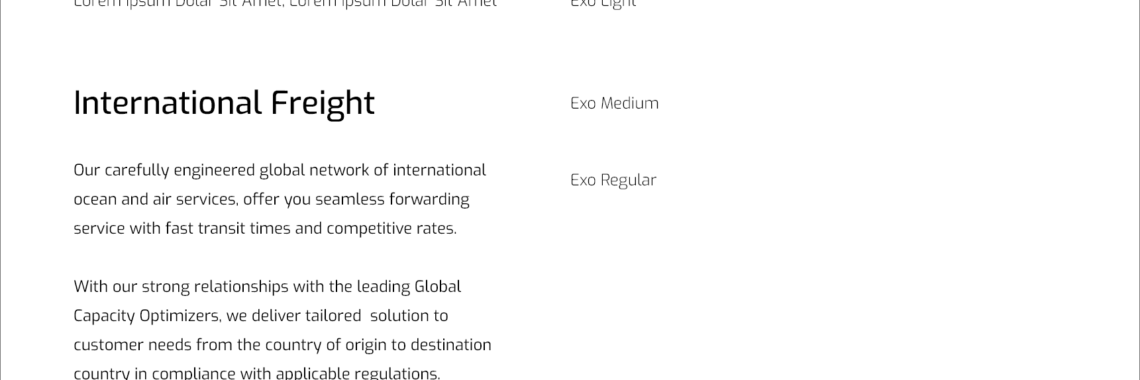 Lorem Ipsum Dolar Sit Amet, Lorem Ipsum Dolar Sit Amet
Exo Light
International Freight
Exo Medium
Our carefully engineered global network of international
ocean and air services, offer you seamless forwarding
service with fast transit times and competitive rates.
Exo Regular
With our strong relationships with the leading Global
Capacity Optimizers, we deliver tailored  solution to
customer needs from the country of origin to destination
country in compliance with applicable regulations.